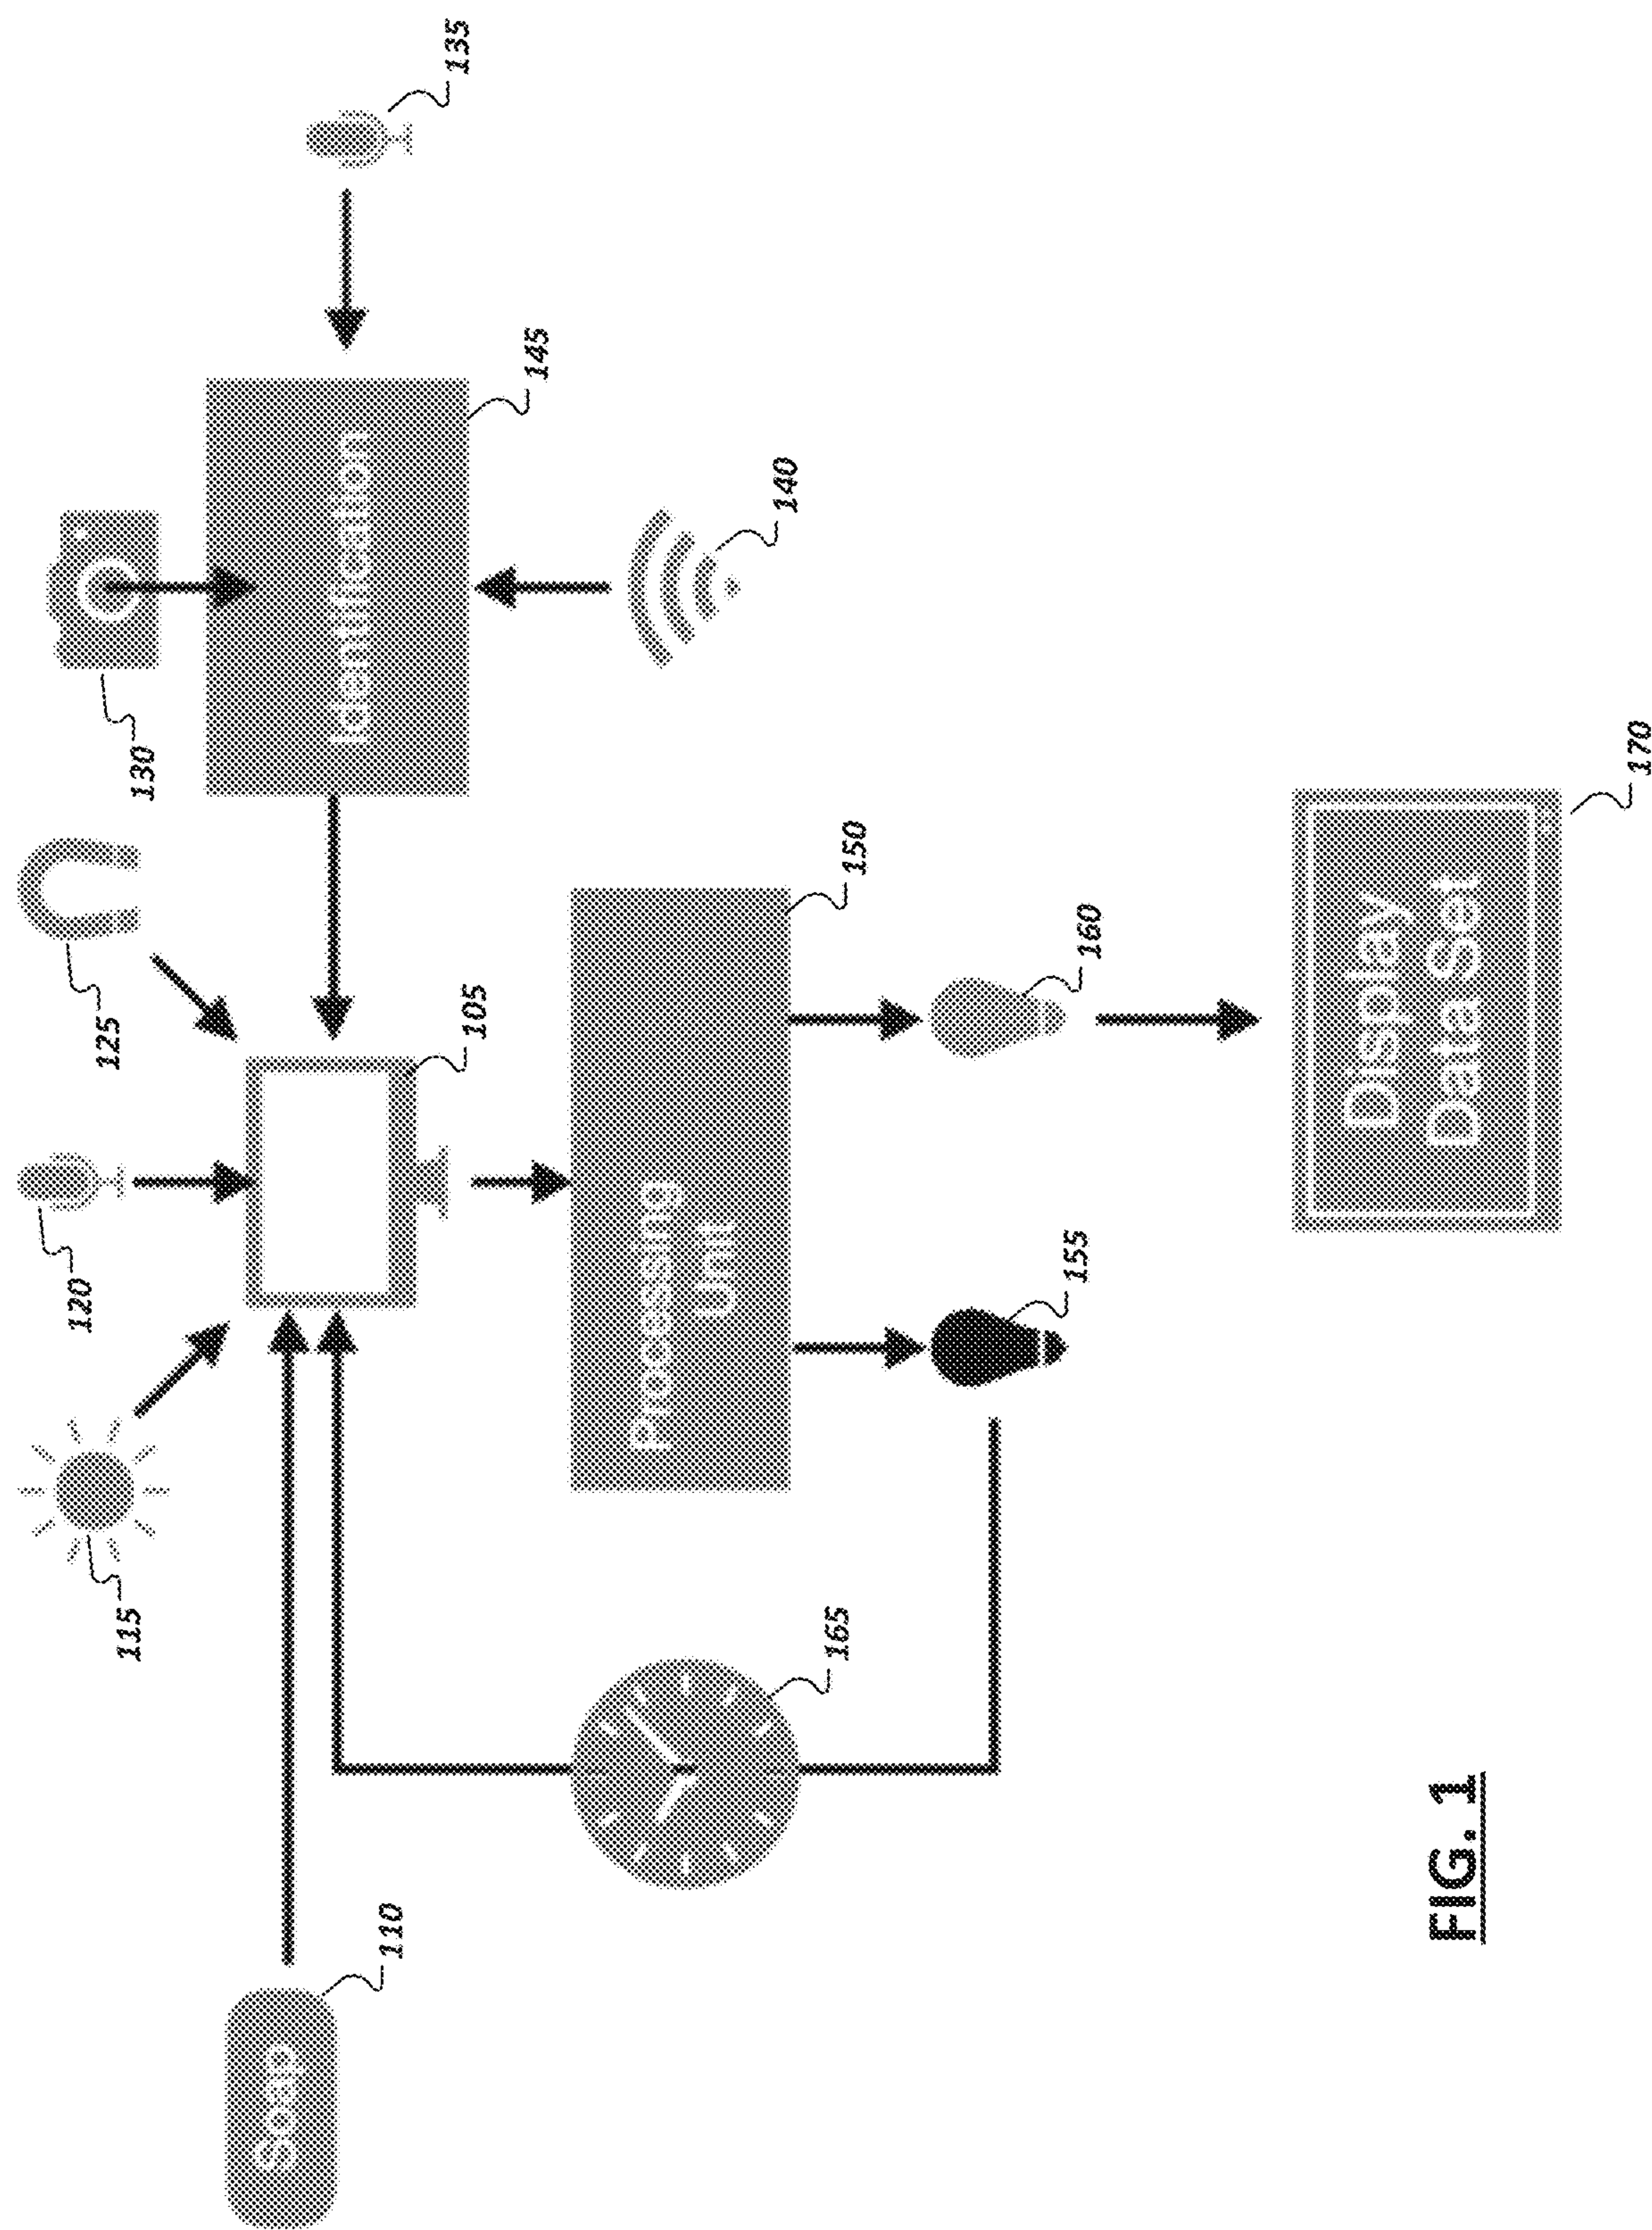 120
125
130
135
115
Soap
110
105
Identification
145
140
165
Processing
Unit
150
155
160
Display
Data Set
170
FIG. 1